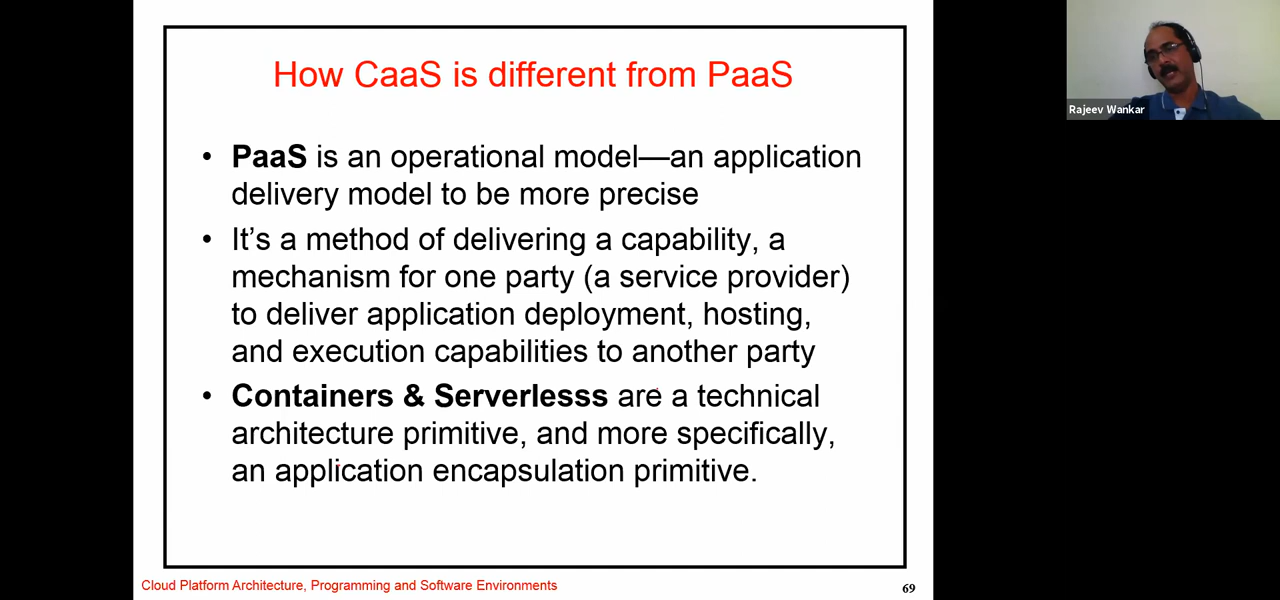 How CaaS is different from PaaS
• PaaS is an operational model—an application
delivery model to be more precise
• It’s a method of delivering a capability, a
mechanism for one party (a service provider)
to deliver application deployment, hosting,
and execution capabilities to another party
• Containers & Serverlesss are a technical
architecture primitive, and more specifically,
an application encapsulation primitive.
Cloud Platform Architecture, Programming and Software Environments
69
Rajeev Wankar